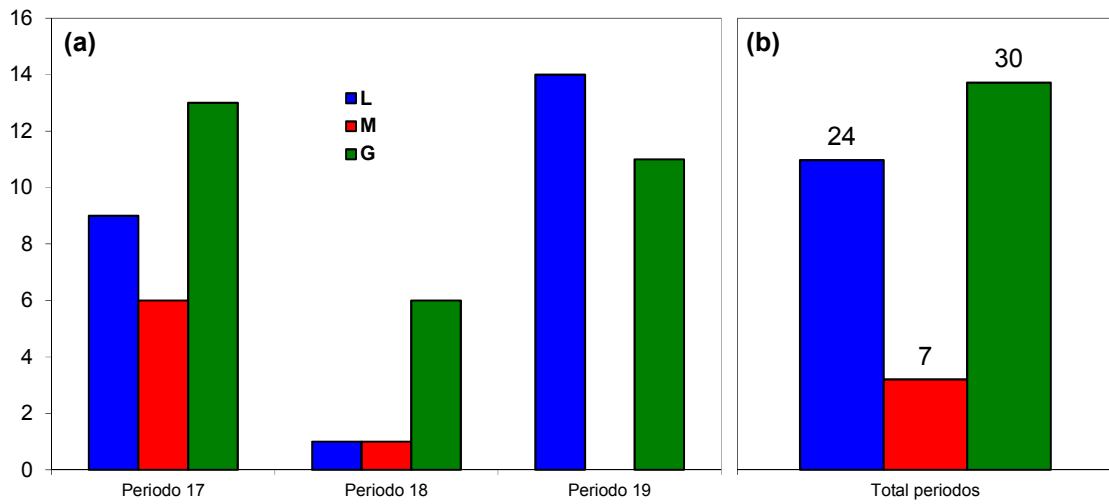 (a)
16
14
12
10
8
6
4
2
0
L
M
G
Periodo 17
Periodo 18
Periodo 19
(b)
24
7
30
Total periodos